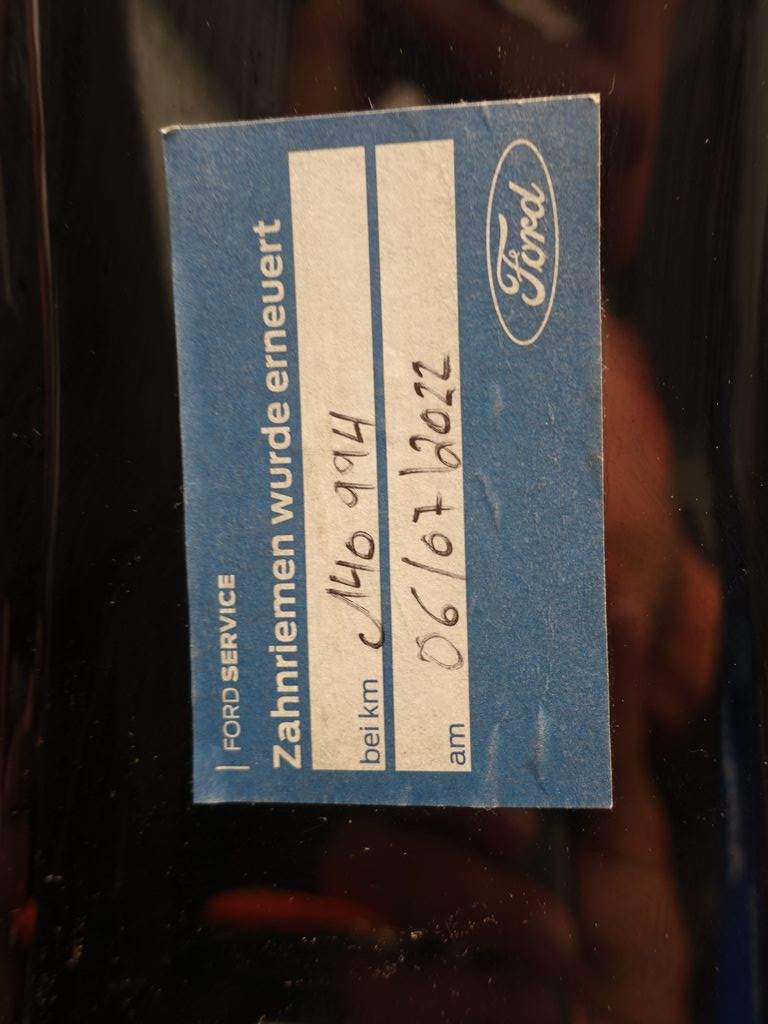 | FORD SERVICE
Zahnriemen wurde erneuert
bei km 140 994
am 06/07/2022
Ford